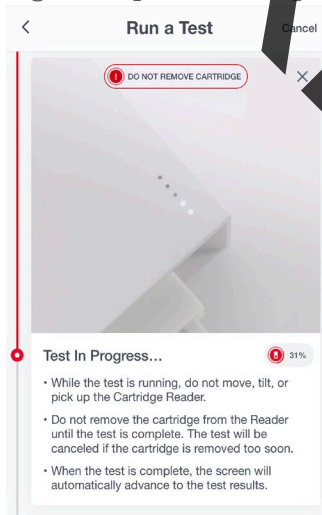 Run a Test
Cancel
DO NOT REMOVE CARTRIDGE
Test In Progress...
31%
• While the test is running, do not move, tilt, or
pick up the Cartridge Reader.
• Do not remove the cartridge from the Reader
until the test is complete. The test will be
canceled if the cartridge is removed too soon.
• When the test is complete, the screen will
automatically advance to the test results.